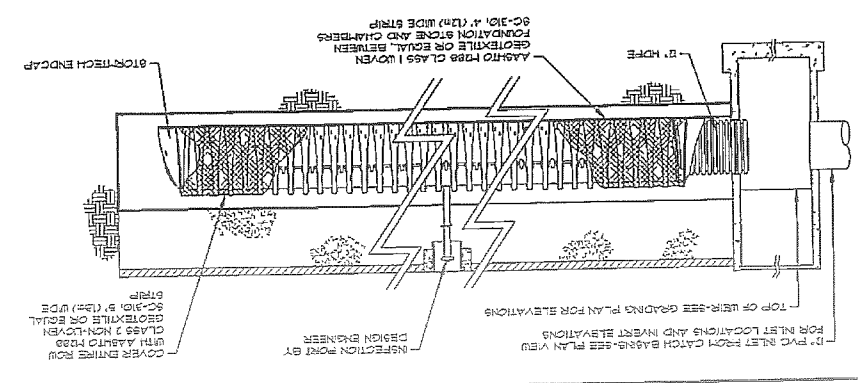 12" PVC INLET FROM CATCH BASINS-SEE PLAN VIEW
FOR INLET LOCATIONS AND INVERT ELEVATIONS
TOP OF WEIR-SEE GRADING PLAN FOR ELEVATIONS
INSPECTION PORT BY
DESIGN ENGINEER
COVER ENTIRE ROW
WITH AASHTO M288
CLASS 2 NON-WOVEN
GEOTEXTILE OR EQUAL
SC-310, 5' (1.5m) WIDE
STRIP
12" HDPE
AASHTO M288 CLASS 1 WOVEN
GEOTEXTILE OR EQUAL, BETWEEN
FOUNDATION STONE AND CHAMBERS
SC-310, 4' (1.2m) WIDE STRIP
STORMTECH ENDCAP